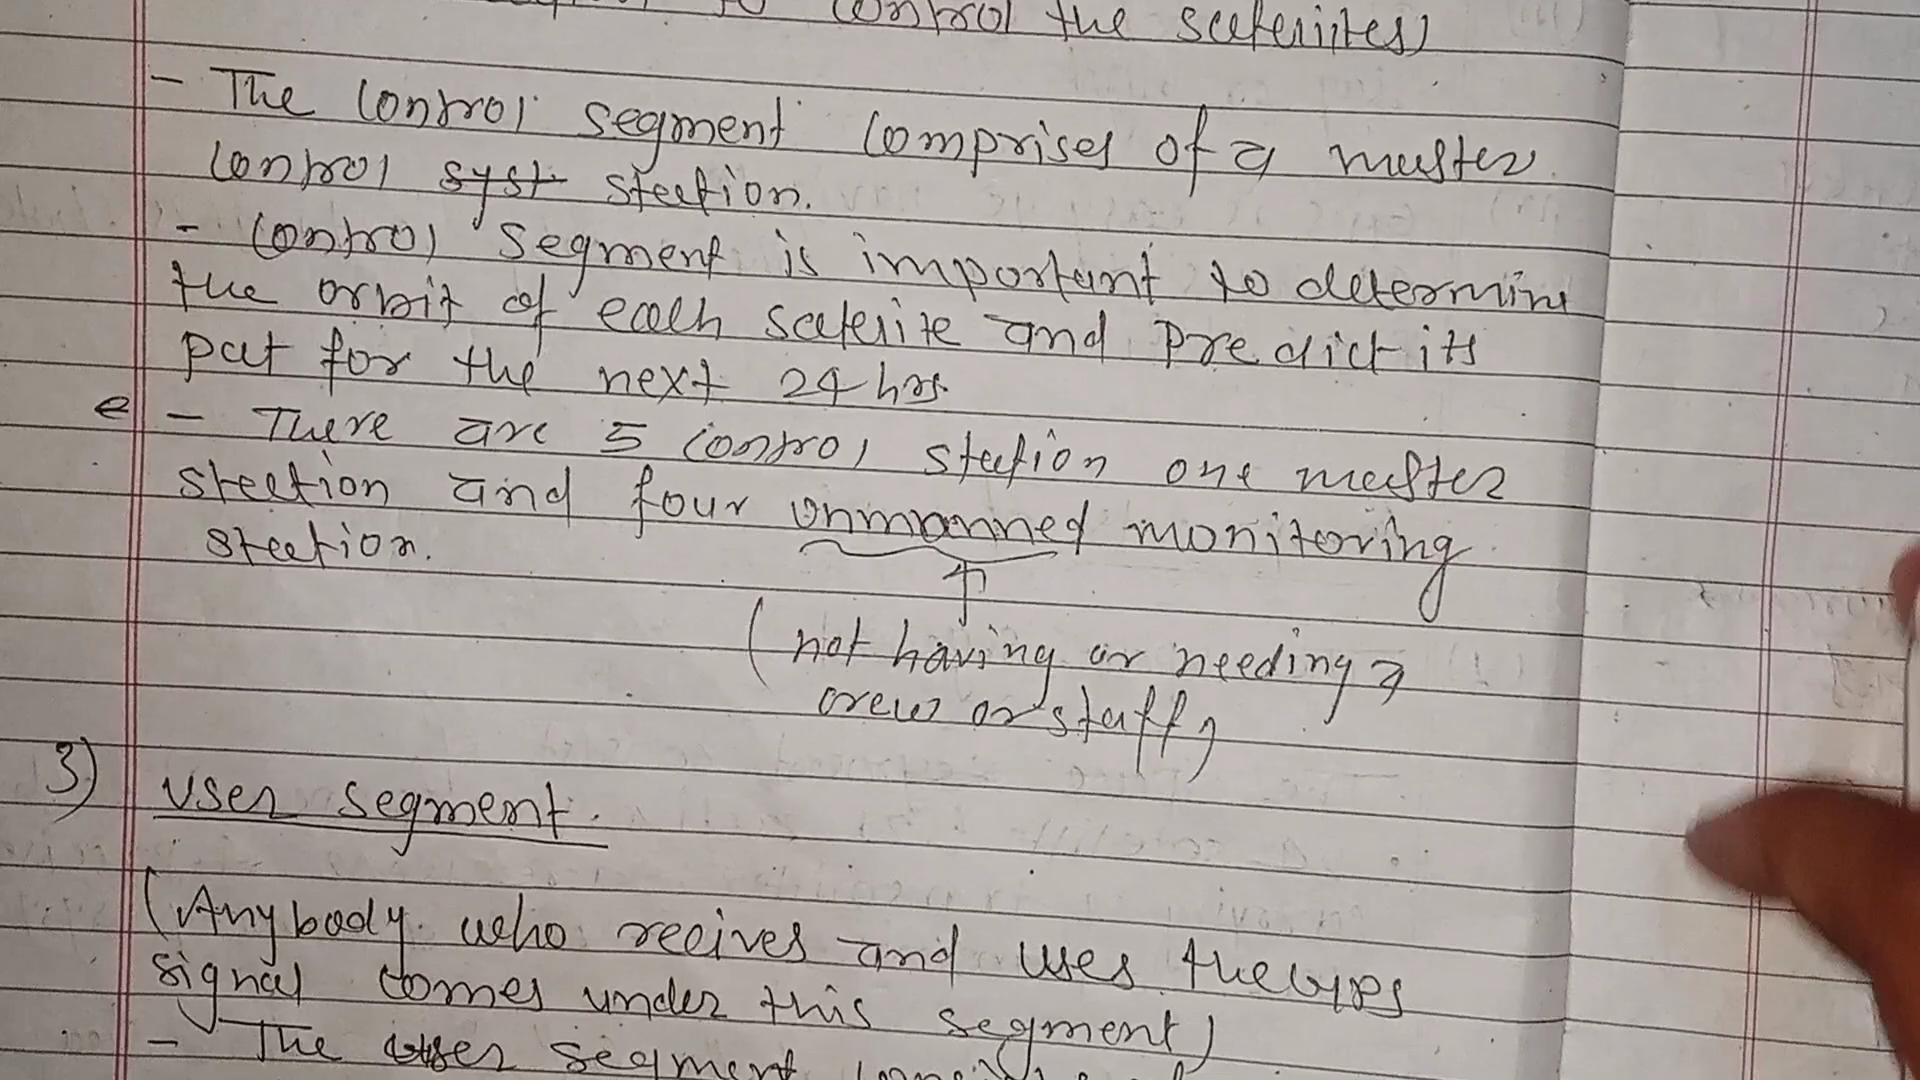 to control the satellites)
- The control segment comprises of a master
control syst station.
- Control segment is important to determine
the orbit of each satelite and predict its
pat for the next 24 hrs.
e - There are 5 control station one master
station and four unmanned monitoring
station.
(not having or needing a
crew or staff)
3) User segment.
(Anybody who recives and uses the GPS
signal comes under this segment)
- The user segment